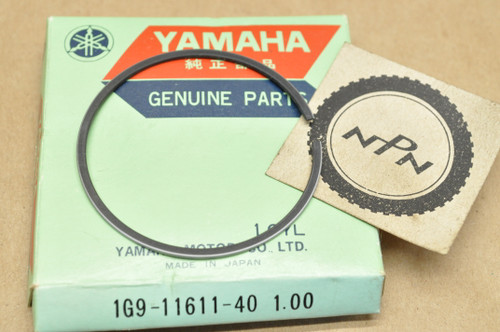 YAMAHA
純正部品
GENUINE PARTS
1 CYL
YAMAHA MOTOR CO., LTD.
MADE IN JAPAN
1G9-11611-40 1.00
NPN